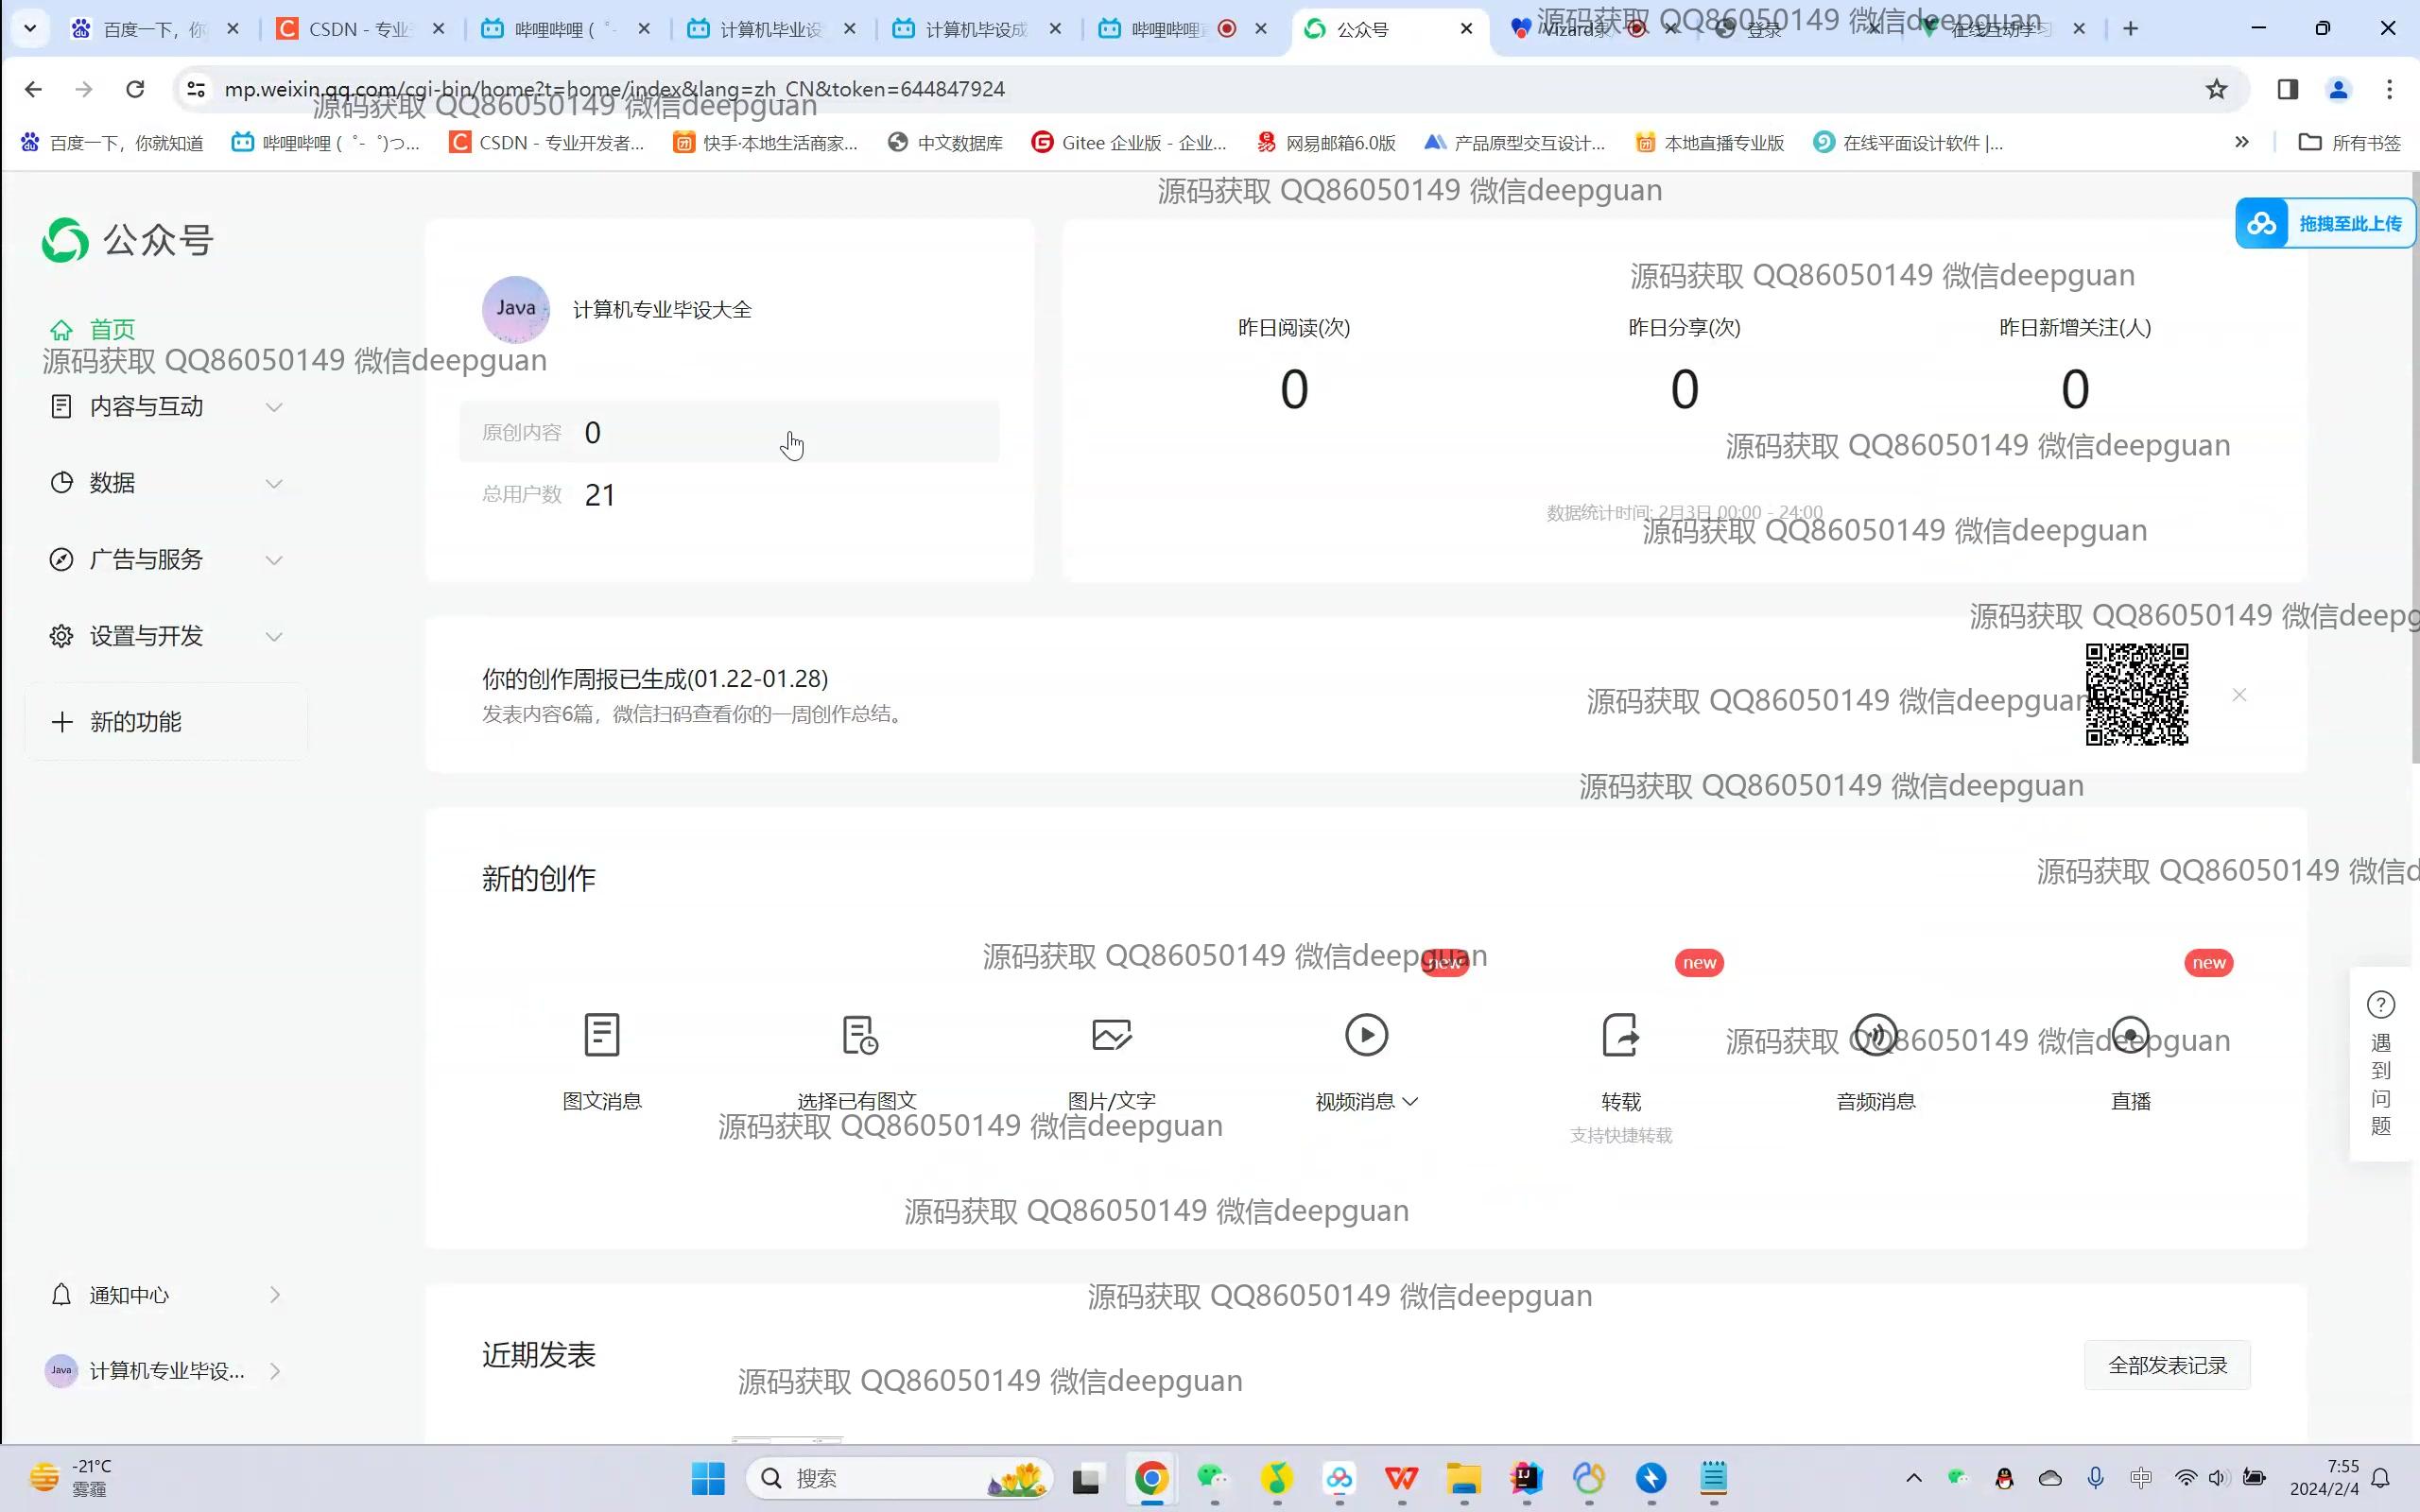 百度一下，你
CSDN - 专业
哔哩哔哩 (゜-
计算机毕业设
计算机毕设成
哔哩哔哩
公众号
Vizard
登录
在线互动学习
源码获取 QQ86050149 微信deepguan
mp.weixin.qq.com/cgi-bin/home?t=home/index&lang=zh_CN&token=644847924
源码获取 QQ86050149 微信deepguan
百度一下，你就知道
哔哩哔哩 (゜-゜)つ...
CSDN - 专业开发者...
快手·本地生活商家...
中文数据库
Gitee 企业版 - 企业...
网易邮箱6.0版
产品原型交互设计...
本地直播专业版
在线平面设计软件 |...
所有书签
源码获取 QQ86050149 微信deepguan
公众号
拖拽至此上传
源码获取 QQ86050149 微信deepguan
Java
计算机专业毕设大全
昨日阅读(次)
昨日分享(次)
昨日新增关注(人)
首页
0
0
0
源码获取 QQ86050149 微信deepguan
内容与互动
原创内容 0
源码获取 QQ86050149 微信deepguan
数据
总用户数 21
数据统计时间: 2月3日 00:00 - 24:00
源码获取 QQ86050149 微信deepguan
广告与服务
源码获取 QQ86050149 微信deepg
设置与开发
你的创作周报已生成(01.22-01.28)
源码获取 QQ86050149 微信deepguan
发表内容6篇，微信扫码查看你的一周创作总结。
新的功能
源码获取 QQ86050149 微信deepguan
新的创作
源码获取 QQ86050149 微信d
源码获取 QQ86050149 微信deepguan
new
new
new
源码获取 QQ86050149 微信deepguan
图文消息
选择已有图文
图片/文字
视频消息
转载
音频消息
直播
支持快捷转载
源码获取 QQ86050149 微信deepguan
遇
到
问
题
源码获取 QQ86050149 微信deepguan
通知中心
源码获取 QQ86050149 微信deepguan
近期发表
全部发表记录
Java
计算机专业毕设...
源码获取 QQ86050149 微信deepguan
-21°C
雾霾
搜索
中
7:55
2024/2/4